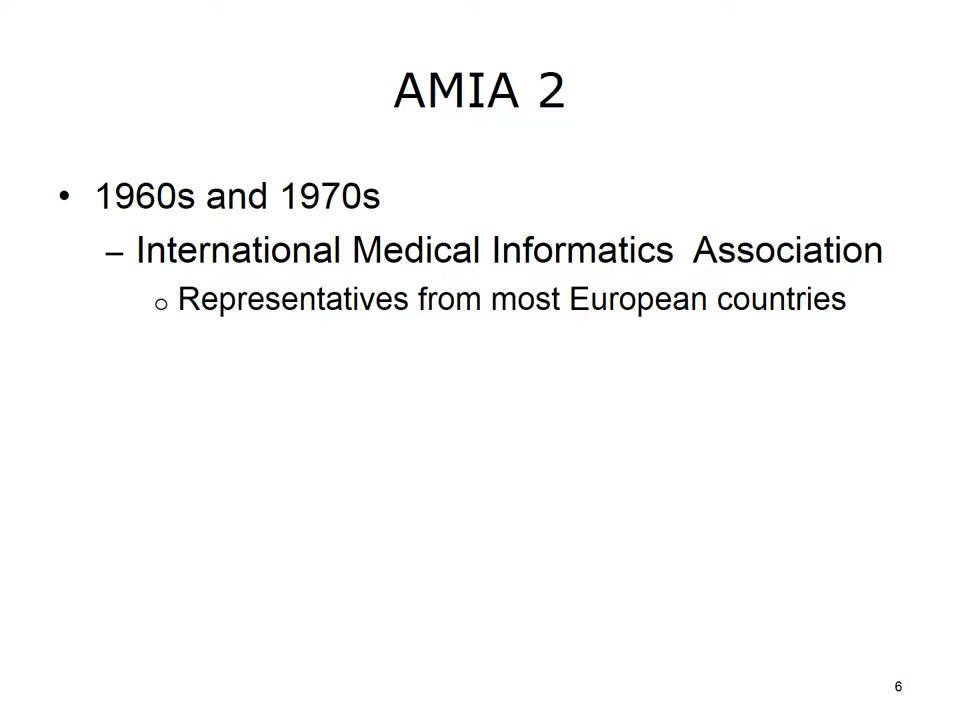 AMIA 2
• 1960s and 1970s
– International Medical Informatics  Association
o Representatives from most European countries
6